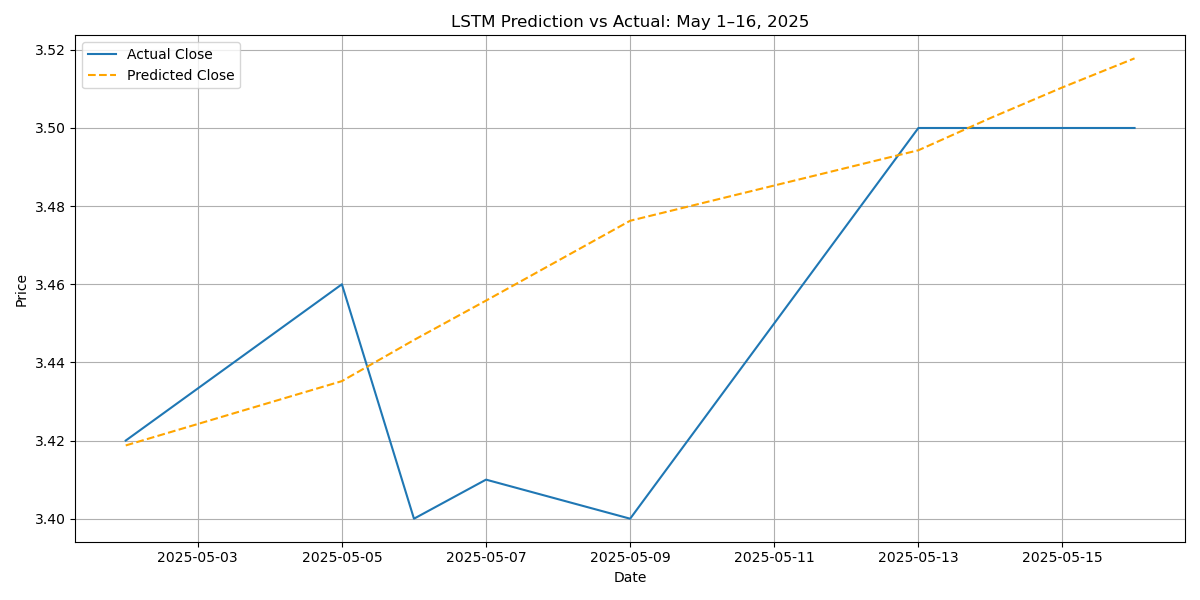 LSTM Prediction vs Actual: May 1–16, 2025
Actual Close
Predicted Close
3.52
3.50
3.48
3.46
3.44
3.42
3.40
Price
2025-05-03
2025-05-05
2025-05-07
2025-05-09
2025-05-11
2025-05-13
2025-05-15
Date